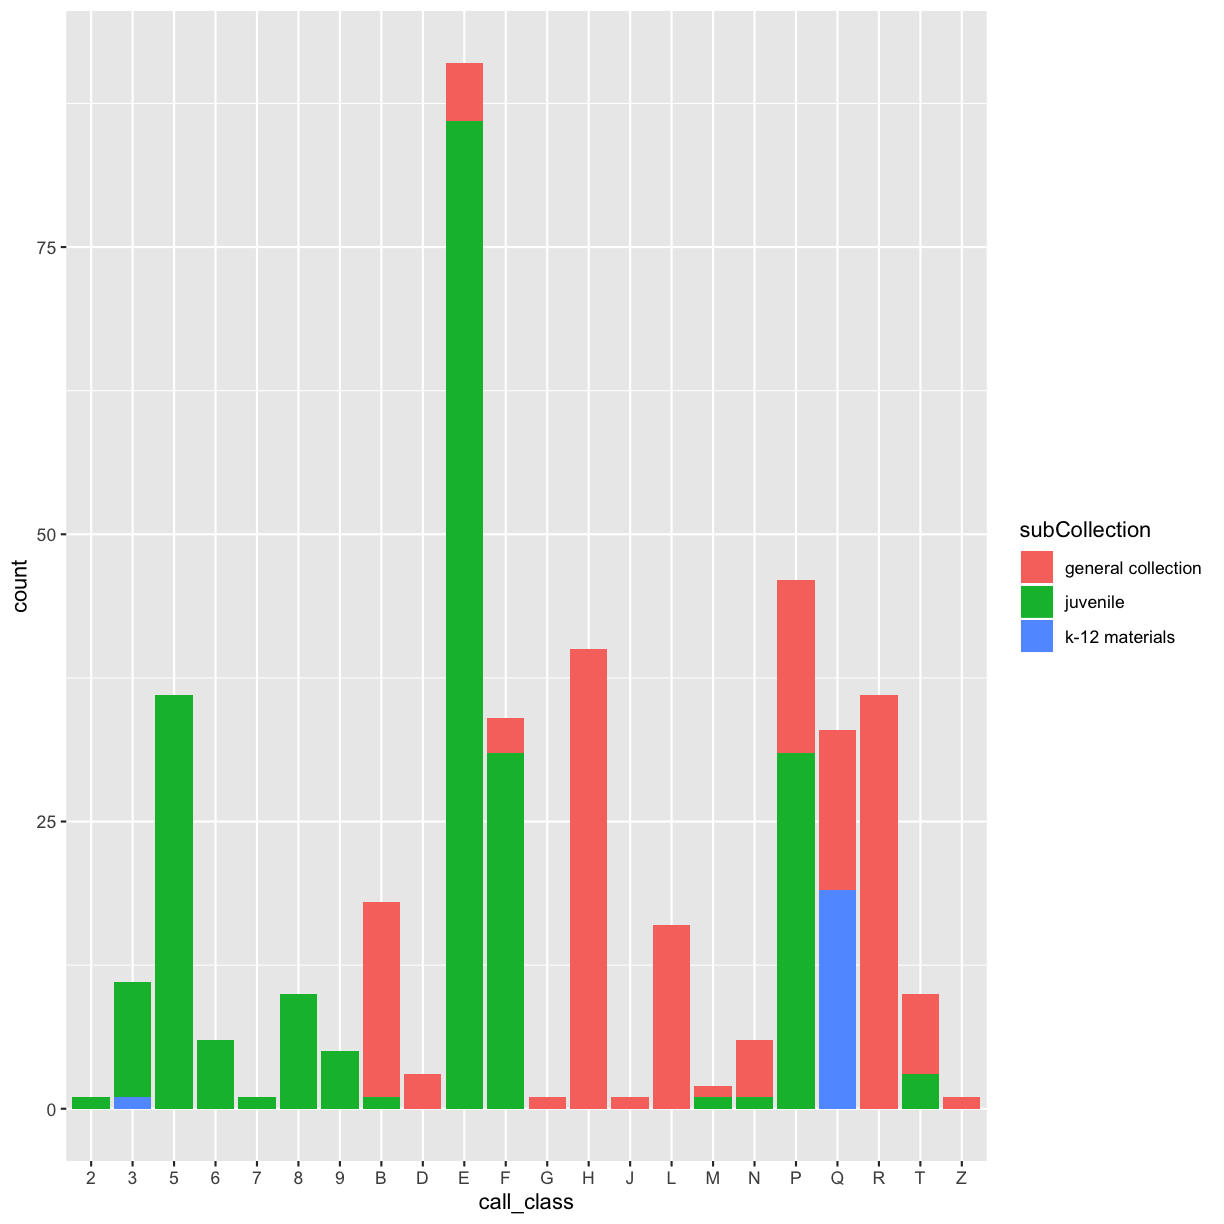 75
50
25
0
count
2 3 5 6 7 8 9 B D E F G H J L M N P Q R T Z
call_class
subCollection
general collection
juvenile
k-12 materials